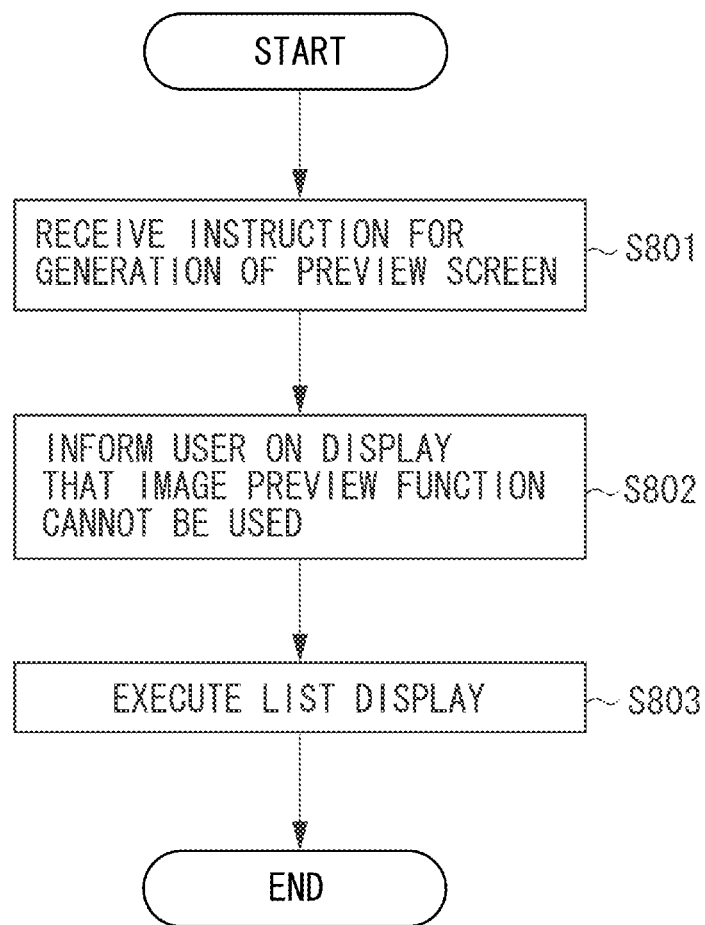 START
RECEIVE INSTRUCTION FOR
GENERATION OF PREVIEW SCREEN
S801
INFORM USER ON DISPLAY
THAT IMAGE PREVIEW FUNCTION
CANNOT BE USED
S802
EXECUTE LIST DISPLAY
S803
END